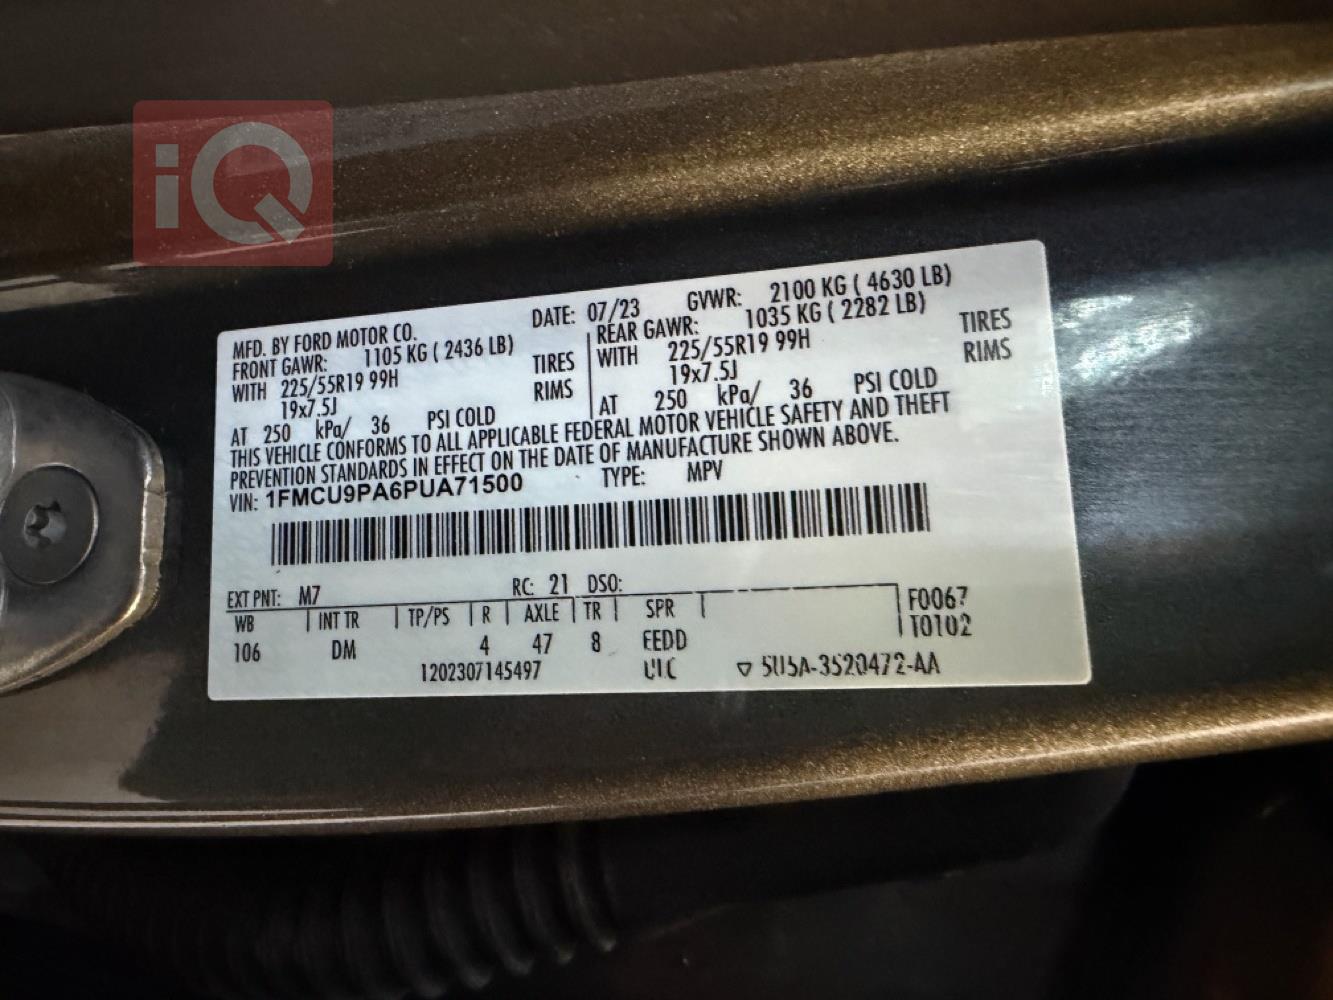 iQ
MFD. BY FORD MOTOR CO.
DATE: 07/23 GVWR: 2100 KG ( 4630 LB)
FRONT GAWR: 1105 KG ( 2436 LB)
WITH 225/55R19 99H TIRES
19x7.5J RIMS
AT 250 kPa/ 36 PSI COLD
REAR GAWR: 1035 KG ( 2282 LB)
WITH 225/55R19 99H TIRES
19x7.5J RIMS
AT 250 kPa/ 36 PSI COLD
THIS VEHICLE CONFORMS TO ALL APPLICABLE FEDERAL MOTOR VEHICLE SAFETY AND THEFT
PREVENTION STANDARDS IN EFFECT ON THE DATE OF MANUFACTURE SHOWN ABOVE.
VIN: 1FMCU9PA6PUA71500 TYPE: MPV
EXT PNT: M7 RC: 21 DSO:
WB INT TR TP/PS R AXLE TR SPR F0067
106 DM 4 47 8 EEDD T0102
1202307145497 5U5A-3520472-AA